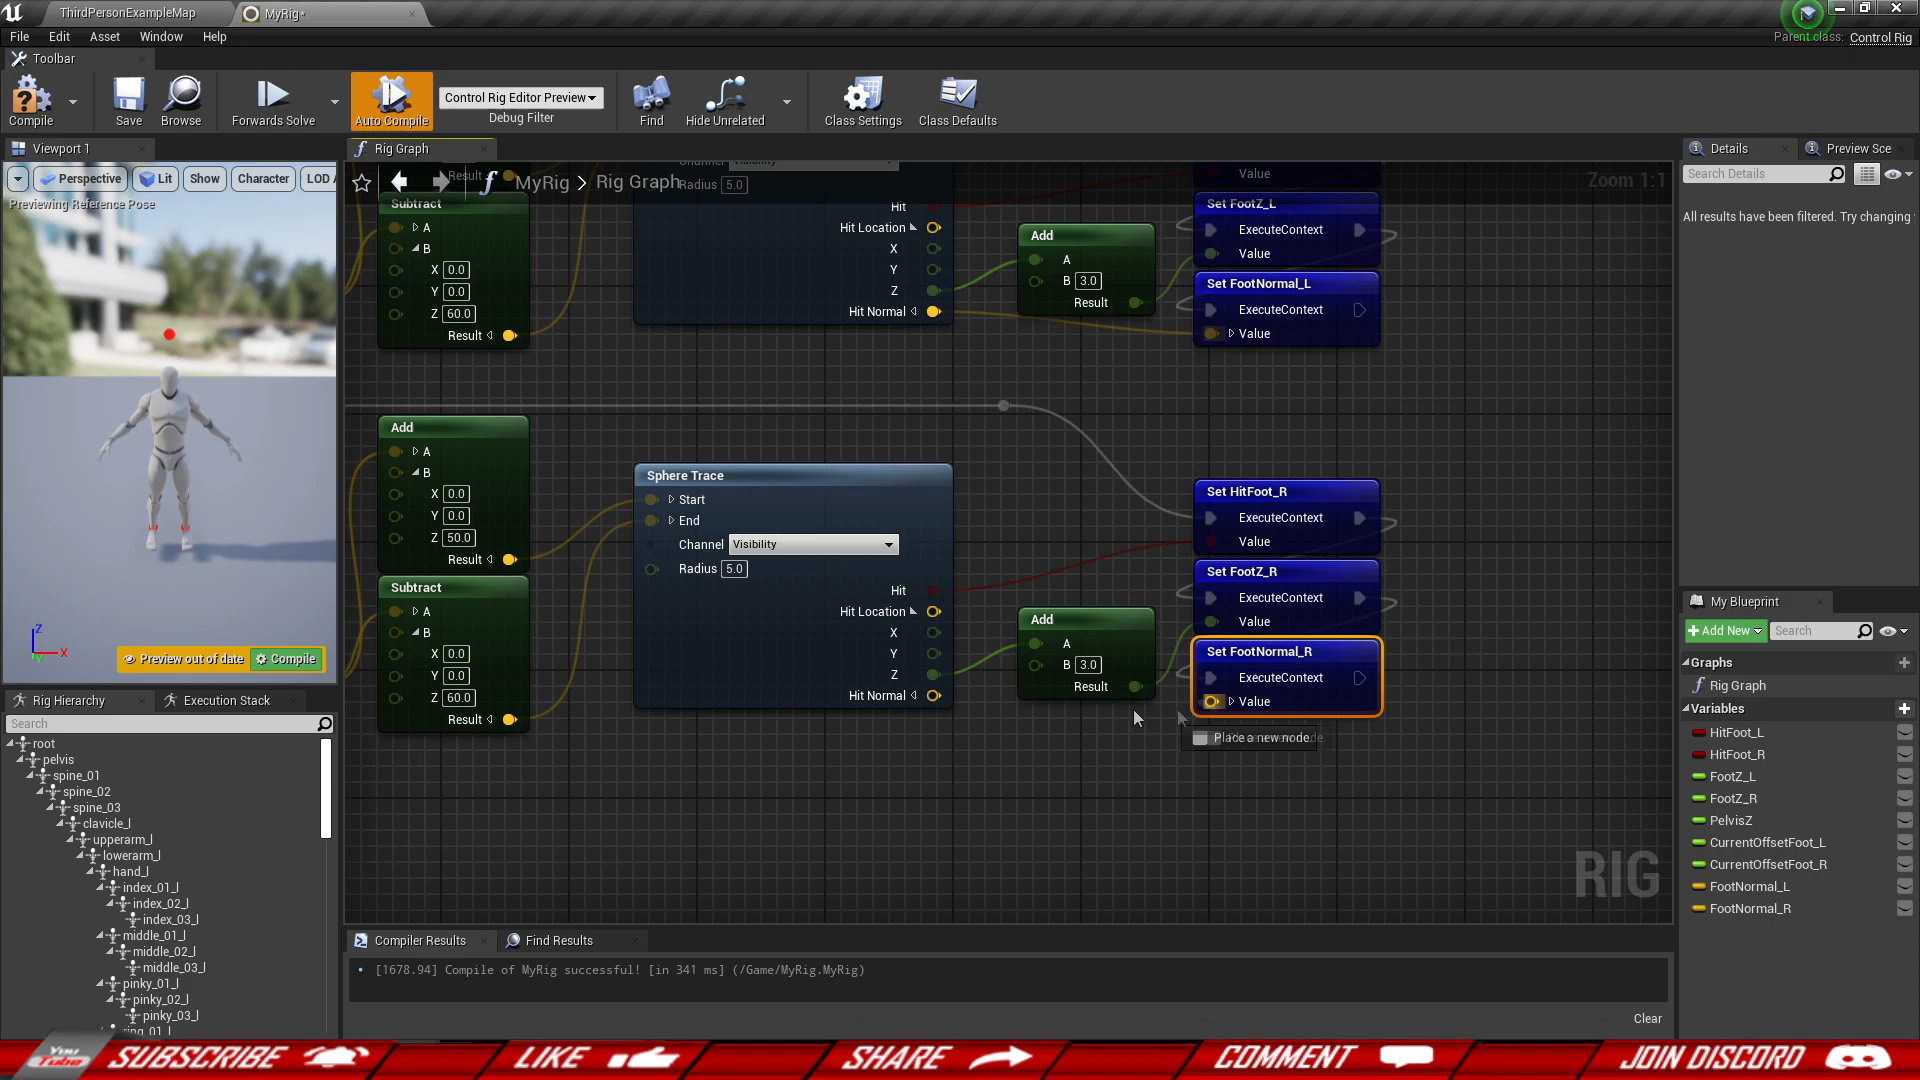 ThirdPersonExampleMap
MyRig*
File Edit Asset Window Help
Parent class: Control Rig
Toolbar
Compile
Save
Browse
Forwards Solve
Auto Compile
Control Rig Editor Preview
Debug Filter
Find
Hide Unrelated
Class Settings
Class Defaults
Viewport 1
Perspective
Lit
Show
Character
LOD A
Previewing Reference Pose
Z
X
Preview out of date
Compile
Rig Graph
MyRig > Rig Graph
Zoom 1:1
Result
Channel Visibility
Radius 5.0
Subtract
A
B
X 0.0
Y 0.0
Z 60.0
Result
Hit
Hit Location
X
Y
Z
Hit Normal
Add
A
B 3.0
Result
Value
Set FootZ_L
ExecuteContext
Value
Set FootNormal_L
ExecuteContext
Value
Add
A
B
X 0.0
Y 0.0
Z 50.0
Result
Subtract
A
B
X 0.0
Y 0.0
Z 60.0
Result
Sphere Trace
Start
End
Channel Visibility
Radius 5.0
Hit
Hit Location
X
Y
Z
Hit Normal
Add
A
B 3.0
Result
Set HitFoot_R
ExecuteContext
Value
Set FootZ_R
ExecuteContext
Value
Set FootNormal_R
ExecuteContext
Value
Place a new node.
RIG
Details
Preview Sce
Search Details
All results have been filtered. Try changing
My Blueprint
Add New
Search
Graphs
Rig Graph
Variables
HitFoot_L
HitFoot_R
FootZ_L
FootZ_R
PelvisZ
CurrentOffsetFoot_L
CurrentOffsetFoot_R
FootNormal_L
FootNormal_R
Rig Hierarchy
Execution Stack
Search
root
pelvis
spine_01
spine_02
spine_03
clavicle_l
upperarm_l
lowerarm_l
hand_l
index_01_l
index_02_l
index_03_l
middle_01_l
middle_02_l
middle_03_l
pinky_01_l
pinky_02_l
pinky_03_l
ring_01_l
Compiler Results
Find Results
[1678.94] Compile of MyRig successful! [in 341 ms] (/Game/MyRig.MyRig)
Clear
You Tube SUBSCRIBE LIKE SHARE COMMENT JOIN DISCORD